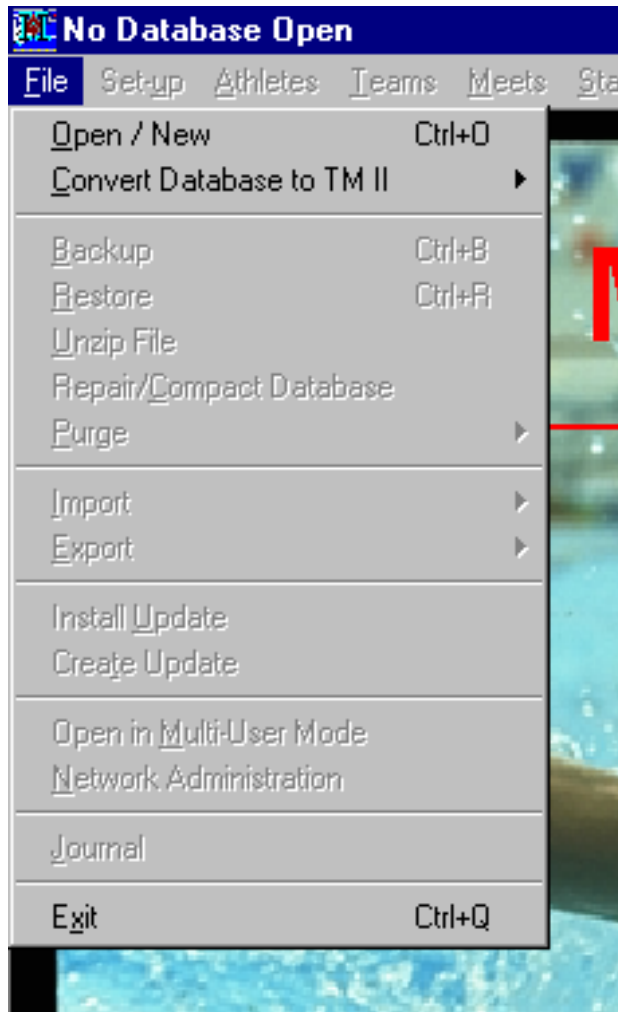 No Database Open
File Set-up Athletes Teams Meets
Open / New Ctrl+O
Convert Database to TM II
Backup Ctrl+B
Restore Ctrl+R
Unzip File
Repair/Compact Database
Purge
Import
Export
Install Update
Create Update
Open in Multi-User Mode
Network Administration
Journal
Exit Ctrl+Q